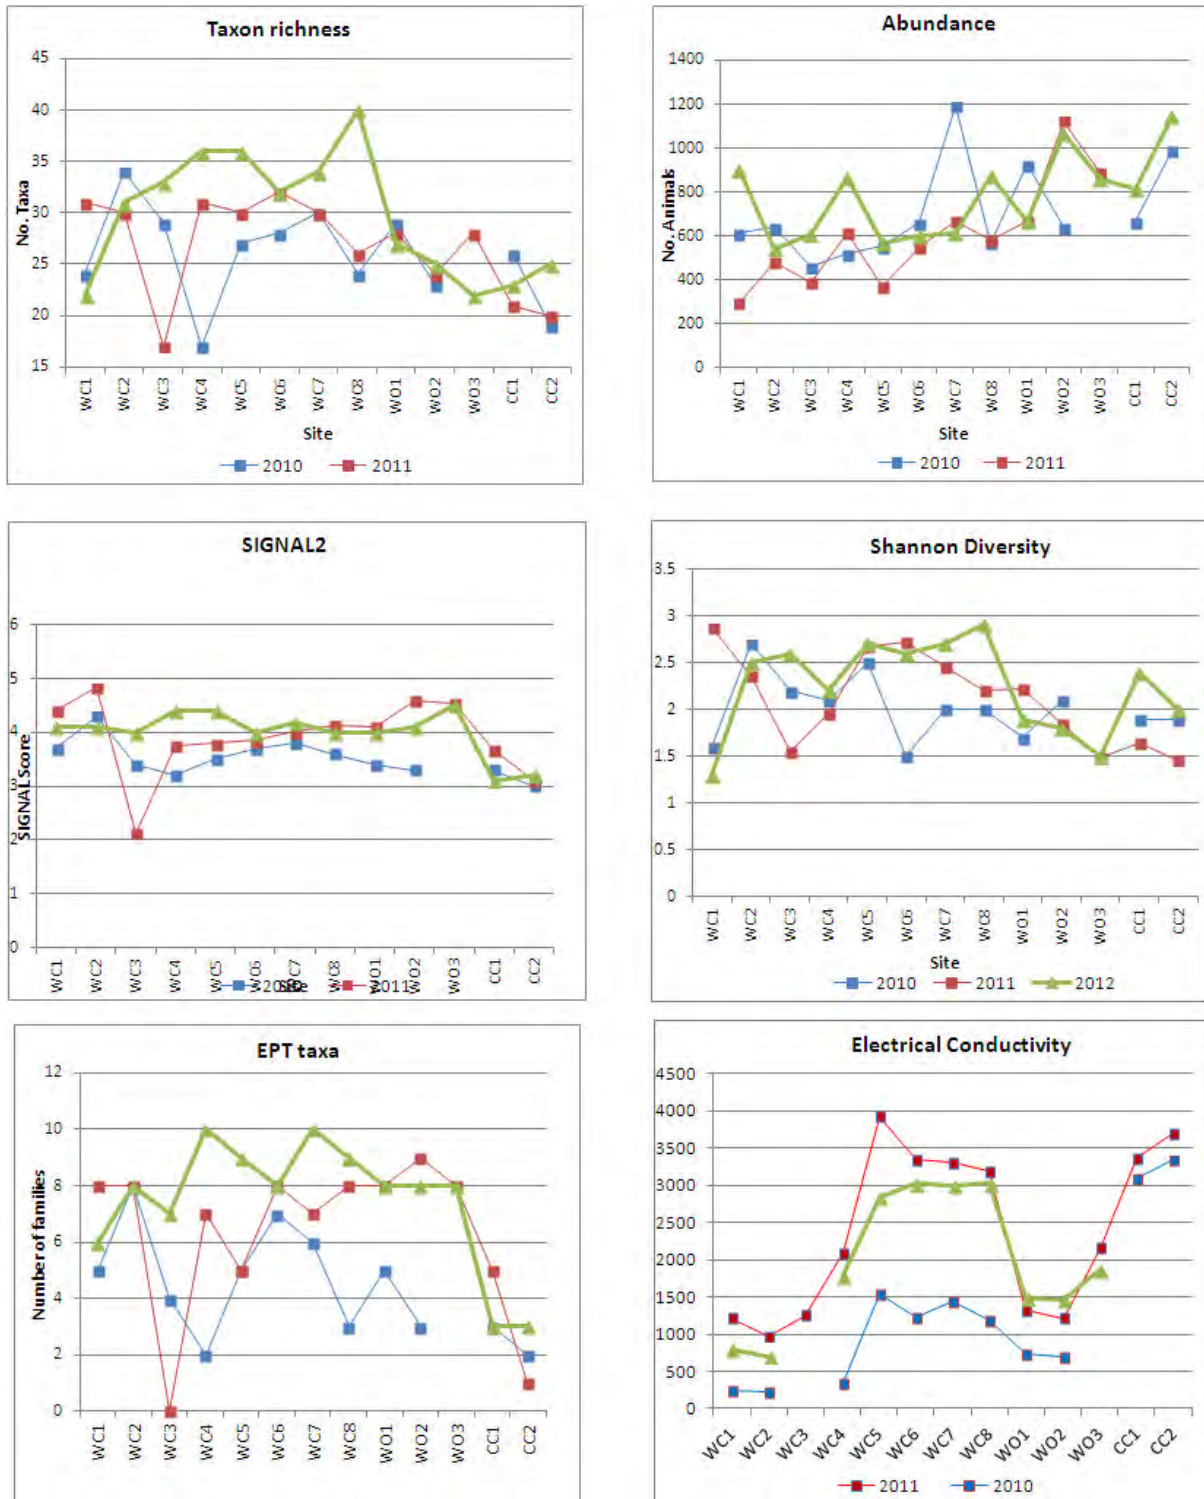 Taxon richness
45
40
35
30
25
20
15
No. Taxa
WC1 WC2 WC3 WC4 WC5 WC6 WC7 WC8 WO1 WO2 WO3 CC1 CC2
Site
2010 2011
Abundance
1400
1200
1000
800
600
400
200
0
No. Animals
WC1 WC2 WC3 WC4 WC5 WC6 WC7 WC8 WO1 WO2 WO3 CC1 CC2
Site
2010 2011
SIGNAL2
6
5
4
3
2
1
0
SIGNAL Score
WC1 WC2 WC3 WC4 WC5 WC6 WC7 WC8 WO1 WO2 WO3 CC1 CC2
Site
2010 2011
Shannon Diversity
3.5
3
2.5
2
1.5
1
0.5
0
WC1 WC2 WC3 WC4 WC5 WC6 WC7 WC8 WO1 WO2 WO3 CC1 CC2
Site
2010 2011 2012
EPT taxa
12
10
8
6
4
2
0
Number of families
WC1 WC2 WC3 WC4 WC5 WC6 WC7 WC8 WO1 WO2 WO3 CC1 CC2
Electrical Conductivity
4500
4000
3500
3000
2500
2000
1500
1000
500
0
WC1 WC2 WC3 WC4 WC5 WC6 WC7 WC8 WO1 WO2 WO3 CC1 CC2
2011 2010